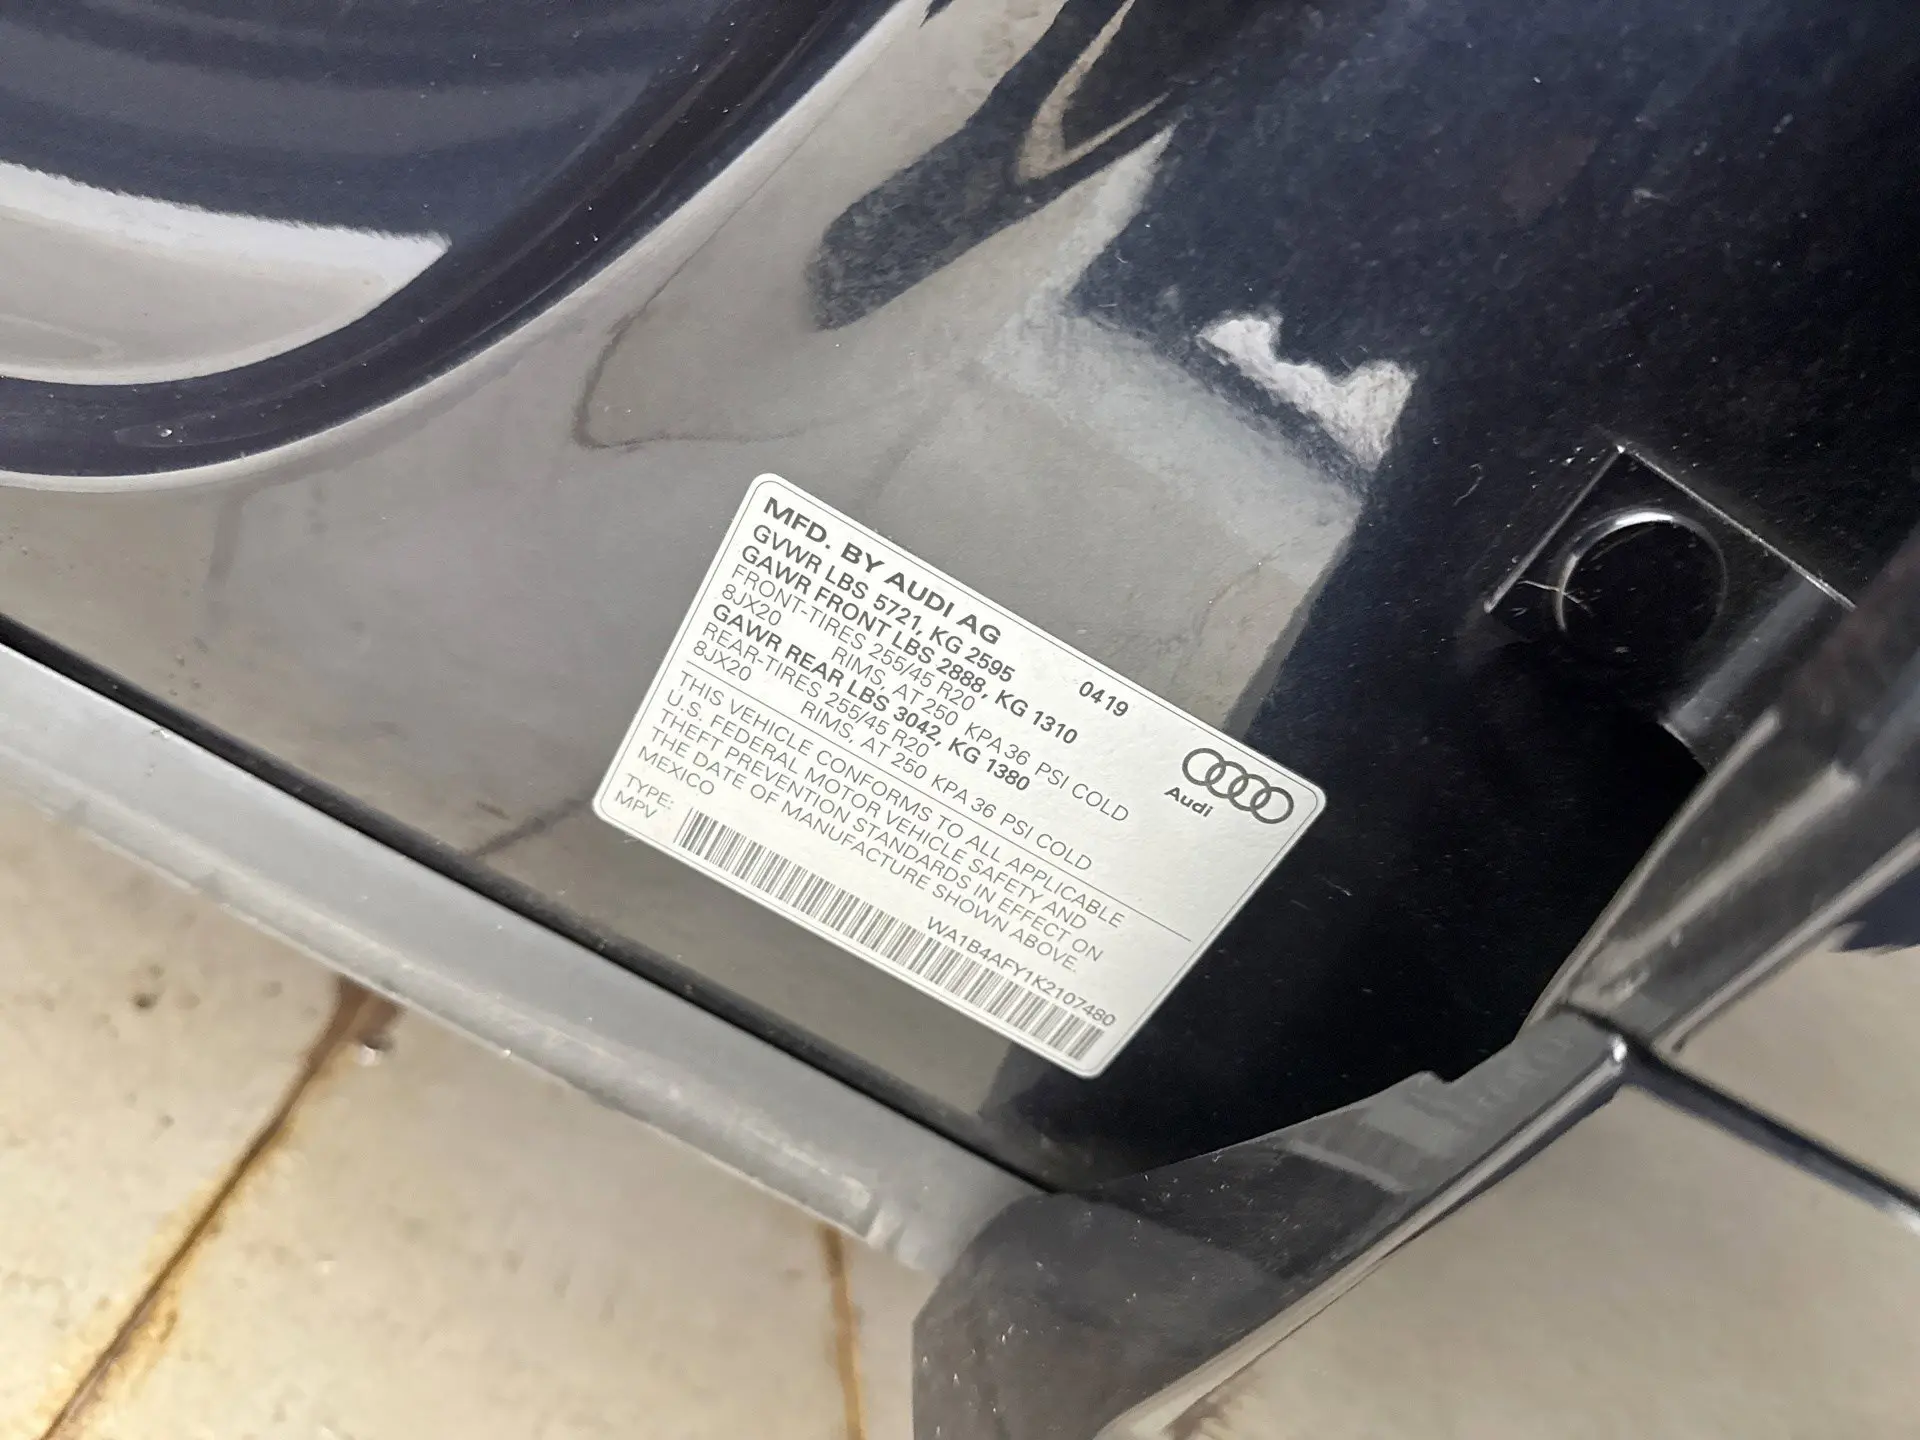 MFD. BY AUDI AG
GVWR LBS 5721, KG 2595 0419
GAWR FRONT LBS 2888, KG 1310
FRONT-TIRES 255/45 R20
8JX20 RIMS, AT 250 KPA 36 PSI COLD
GAWR REAR LBS 3042, KG 1380
REAR-TIRES 255/45 R20
8JX20 RIMS, AT 250 KPA 36 PSI COLD
Audi
THIS VEHICLE CONFORMS TO ALL APPLICABLE
U.S. FEDERAL MOTOR VEHICLE SAFETY AND
THEFT PREVENTION STANDARDS IN EFFECT ON
THE DATE OF MANUFACTURE SHOWN ABOVE.
MEXICO
WA1B4AFY1K2107480
TYPE:
MPV